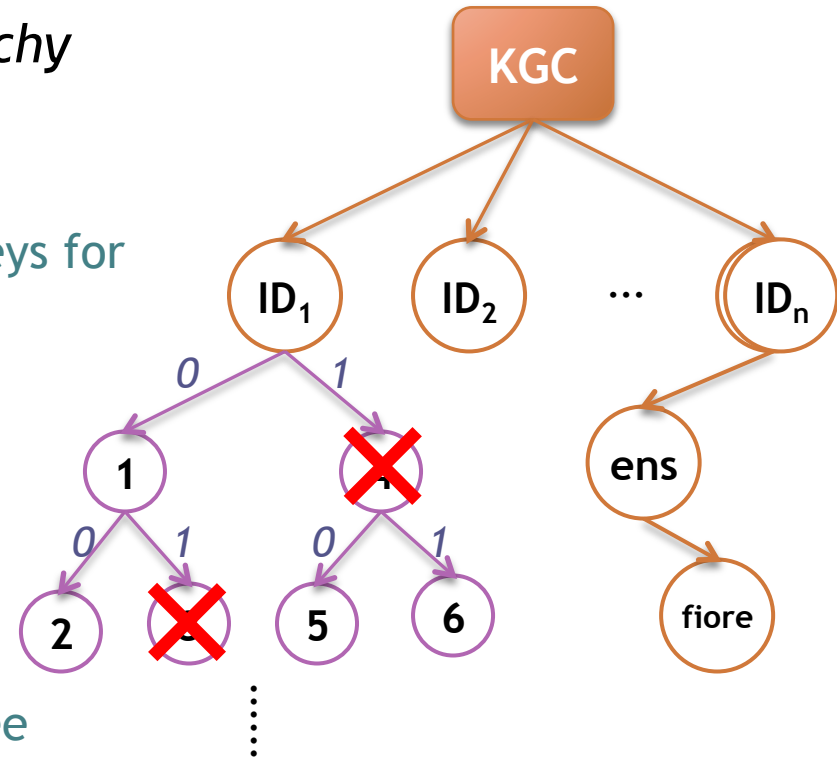 chy
KGC
eys for
ID1 ID2 ... IDn
0 1
1 ens
0 1 0 1
2 5 6 fiore
e